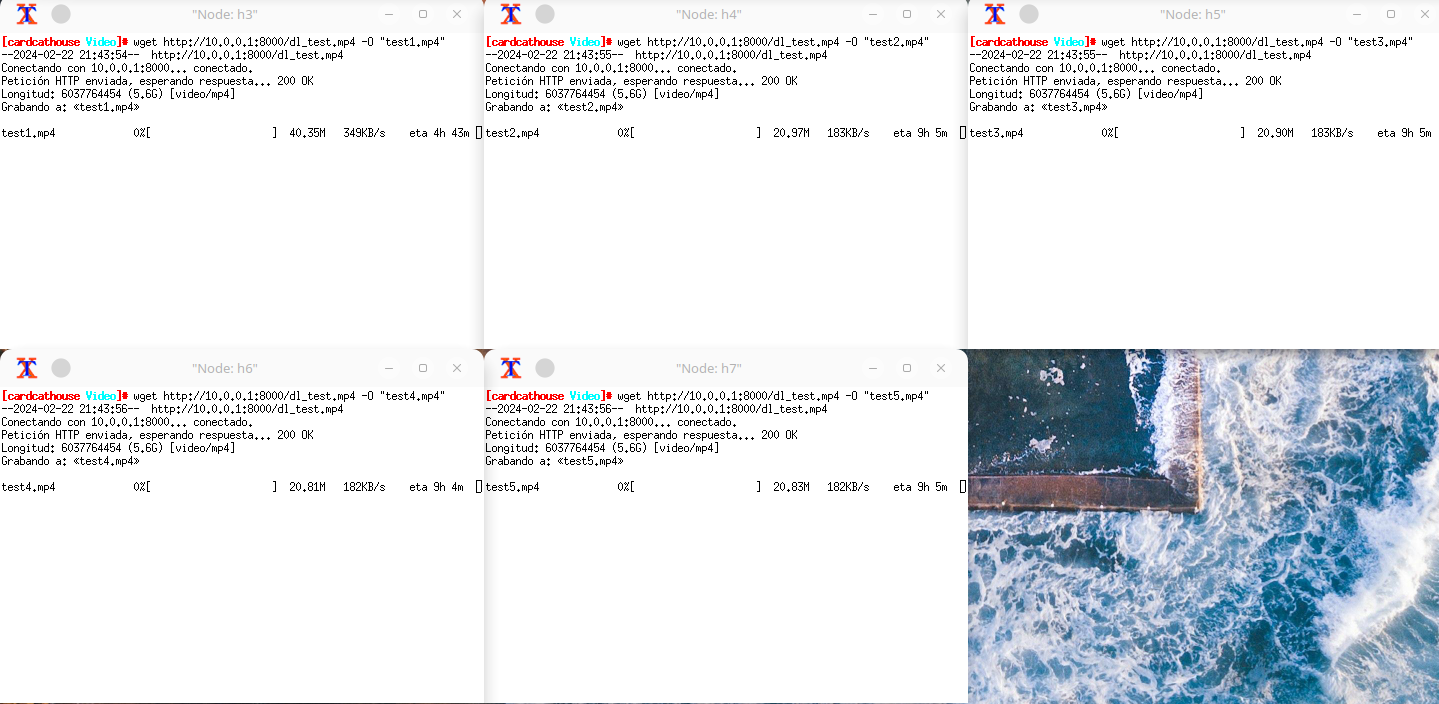 "Node: h3"
[cardcathouse Video]# wget http://10.0.0.1:8000/dl_test.mp4 -O "test1.mp4"
--2024-02-22 21:43:54--  http://10.0.0.1:8000/dl_test.mp4
Conectando con 10.0.0.1:8000... conectado.
Petición HTTP enviada, esperando respuesta... 200 OK
Longitud: 6037764454 (5.6G) [video/mp4]
Grabando a: «test1.mp4»
test1.mp4            0%[                    ]  40.35M   349KB/s    eta 4h 43m
"Node: h4"
[cardcathouse Video]# wget http://10.0.0.1:8000/dl_test.mp4 -O "test2.mp4"
--2024-02-22 21:43:55--  http://10.0.0.1:8000/dl_test.mp4
Conectando con 10.0.0.1:8000... conectado.
Petición HTTP enviada, esperando respuesta... 200 OK
Longitud: 6037764454 (5.6G) [video/mp4]
Grabando a: «test2.mp4»
test2.mp4            0%[                    ]  20.97M   183KB/s    eta 9h 5m
"Node: h5"
[cardcathouse Video]# wget http://10.0.0.1:8000/dl_test.mp4 -O "test3.mp4"
--2024-02-22 21:43:55--  http://10.0.0.1:8000/dl_test.mp4
Conectando con 10.0.0.1:8000... conectado.
Petición HTTP enviada, esperando respuesta... 200 OK
Longitud: 6037764454 (5.6G) [video/mp4]
Grabando a: «test3.mp4»
test3.mp4            0%[                    ]  20.90M   183KB/s    eta 9h 5m
"Node: h6"
[cardcathouse Video]# wget http://10.0.0.1:8000/dl_test.mp4 -O "test4.mp4"
--2024-02-22 21:43:56--  http://10.0.0.1:8000/dl_test.mp4
Conectando con 10.0.0.1:8000... conectado.
Petición HTTP enviada, esperando respuesta... 200 OK
Longitud: 6037764454 (5.6G) [video/mp4]
Grabando a: «test4.mp4»
test4.mp4            0%[                    ]  20.81M   182KB/s    eta 9h 4m
"Node: h7"
[cardcathouse Video]# wget http://10.0.0.1:8000/dl_test.mp4 -O "test5.mp4"
--2024-02-22 21:43:56--  http://10.0.0.1:8000/dl_test.mp4
Conectando con 10.0.0.1:8000... conectado.
Petición HTTP enviada, esperando respuesta... 200 OK
Longitud: 6037764454 (5.6G) [video/mp4]
Grabando a: «test5.mp4»
test5.mp4            0%[                    ]  20.83M   182KB/s    eta 9h 5m